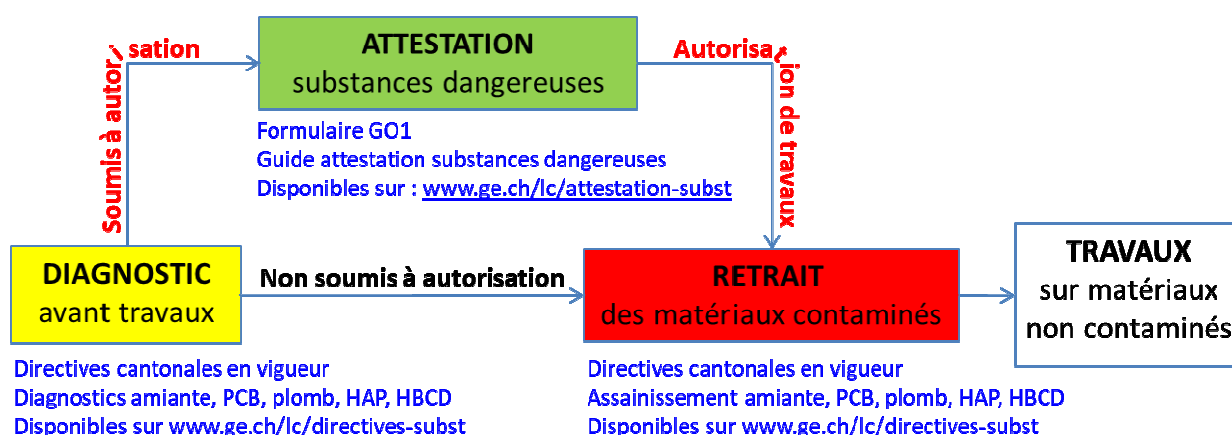 Soumis à autorisation
ATTESTATION
substances dangereuses
Autorisation de travaux
Formulaire GO1
Guide attestation substances dangereuses
Disponibles sur : www.ge.ch/lc/attestation-subst
DIAGNOSTIC
avant travaux
Non soumis à autorisation
RETRAIT
des matériaux contaminés
TRAVAUX
sur matériaux
non contaminés
Directives cantonales en vigueur
Diagnostics amiante, PCB, plomb, HAP, HBCD
Disponibles sur www.ge.ch/lc/directives-subst
Directives cantonales en vigueur
Assainissement amiante, PCB, plomb, HAP, HBCD
Disponibles sur www.ge.ch/lc/directives-subst